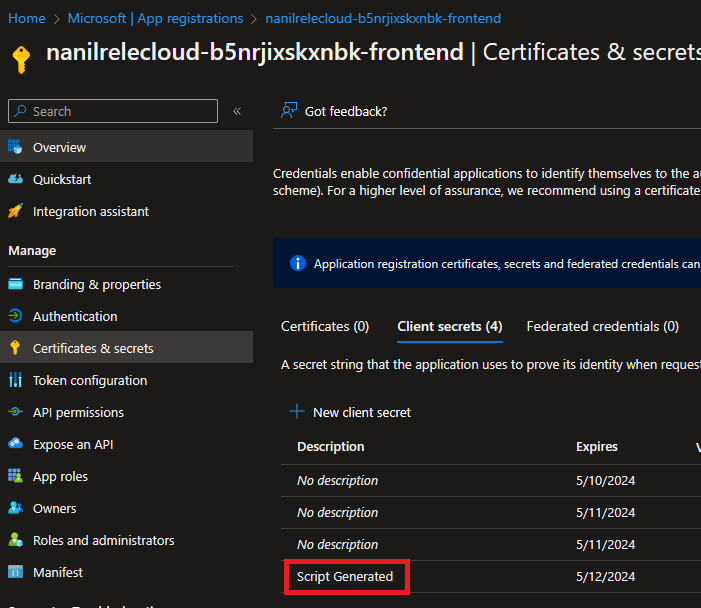 Home > Microsoft | App registrations > nanilrelecloud-b5nrjixskxnbk-frontend
nanilrelecloud-b5nrjixskxnbk-frontend | Certificates & secrets
Search «
Overview
Quickstart
Integration assistant
Manage
Branding & properties
Authentication
Certificates & secrets
Token configuration
API permissions
Expose an API
App roles
Owners
Roles and administrators
Manifest
Got feedback?
Credentials enable confidential applications to identify themselves to the au
scheme). For a higher level of assurance, we recommend using a certificate
Application registration certificates, secrets and federated credentials can
Certificates (0) Client secrets (4) Federated credentials (0)
A secret string that the application uses to prove its identity when request
New client secret
Description Expires
No description 5/10/2024
No description 5/11/2024
No description 5/11/2024
Script Generated 5/12/2024